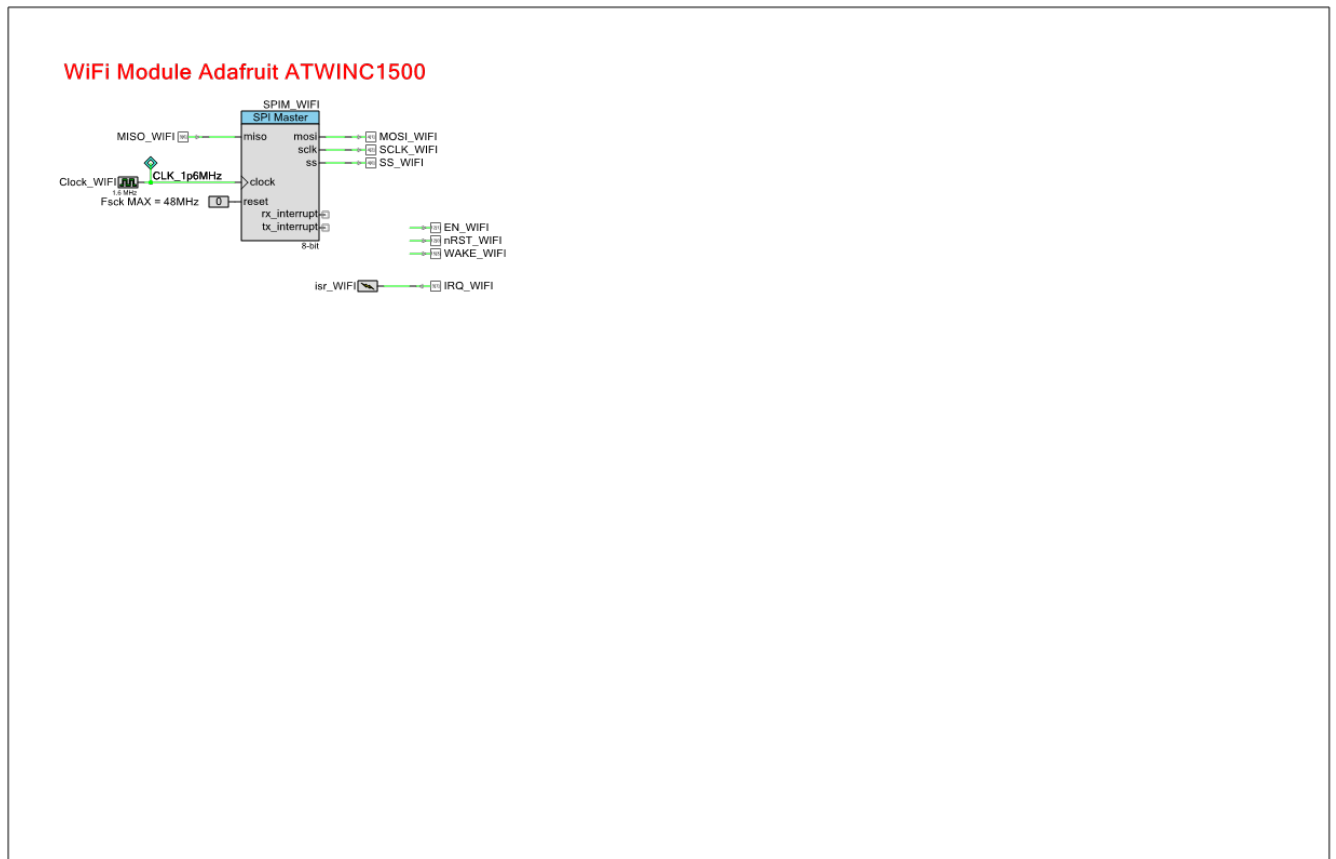 WiFi Module Adafruit ATWINC1500
SPIM_WIFI
SPI Master
MISO_WIFI
miso
mosi
MOSI_WIFI
sclk
SCLK_WIFI
ss
SS_WIFI
Clock_WIFI
CLK_1p6MHz
clock
1.6 MHz
Fsck MAX = 48MHz
0
reset
rx_interrupt
tx_interrupt
8-bit
EN_WIFI
nRST_WIFI
WAKE_WIFI
isr_WIFI
IRQ_WIFI